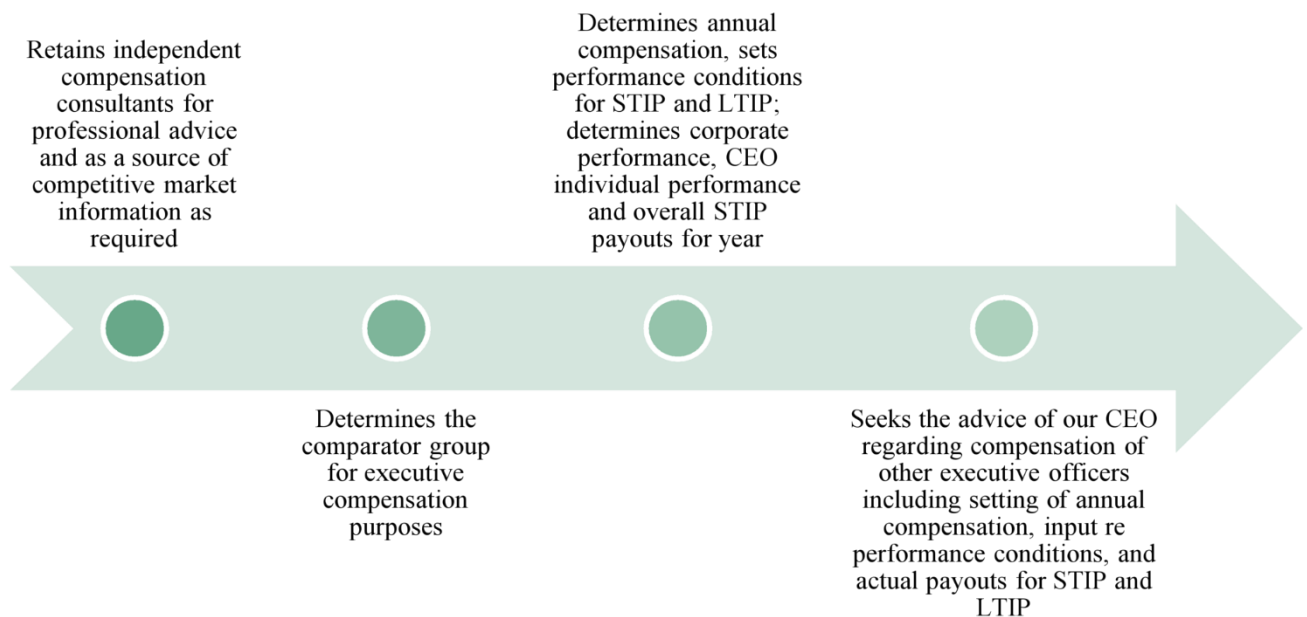 Retains independent
compensation
consultants for
professional advice
and as a source of
competitive market
information as
required
Determines the
comparator group
for executive
compensation
purposes
Determines annual
compensation, sets
performance conditions
for STIP and LTIP;
determines corporate
performance, CEO
individual performance
and overall STIP
payouts for year
Seeks the advice of our CEO
regarding compensation of
other executive officers
including setting of annual
compensation, input re
performance conditions, and
actual payouts for STIP and
LTIP